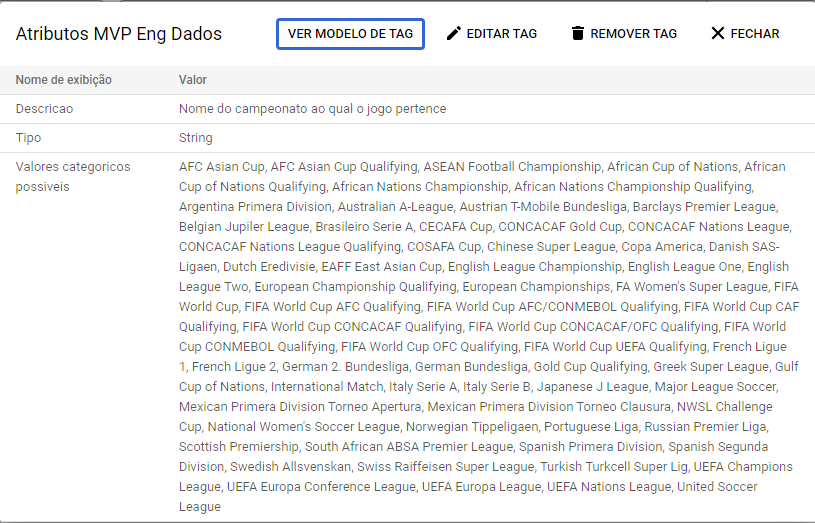 Atributos MVP Eng Dados
VER MODELO DE TAG
EDITAR TAG
REMOVER TAG
FECHAR
Nome de exibição Valor
Descricao Nome do campeonato ao qual o jogo pertence
Tipo String
Valores categoricos possiveis
AFC Asian Cup, AFC Asian Cup Qualifying, ASEAN Football Championship, African Cup of Nations, African
Cup of Nations Qualifying, African Nations Championship, African Nations Championship Qualifying,
Argentina Primera Division, Australian A-League, Austrian T-Mobile Bundesliga, Barclays Premier League,
Belgian Jupiler League, Brasileiro Serie A, CECAFA Cup, CONCACAF Gold Cup, CONCACAF Nations League,
CONCACAF Nations League Qualifying, COSAFA Cup, Chinese Super League, Copa America, Danish SAS-
Ligaen, Dutch Eredivisie, EAFF East Asian Cup, English League Championship, English League One, English
League Two, European Championship Qualifying, European Championships, FA Women's Super League, FIFA
World Cup, FIFA World Cup AFC Qualifying, FIFA World Cup AFC/CONMEBOL Qualifying, FIFA World Cup CAF
Qualifying, FIFA World Cup CONCACAF Qualifying, FIFA World Cup CONCACAF/OFC Qualifying, FIFA World
Cup CONMEBOL Qualifying, FIFA World Cup OFC Qualifying, FIFA World Cup UEFA Qualifying, French Ligue
1, French Ligue 2, German 2. Bundesliga, German Bundesliga, Gold Cup Qualifying, Greek Super League, Gulf
Cup of Nations, International Match, Italy Serie A, Italy Serie B, Japanese J League, Major League Soccer,
Mexican Primera Division Torneo Apertura, Mexican Primera Division Torneo Clausura, NWSL Challenge
Cup, National Women's Soccer League, Norwegian Tippeligaen, Portuguese Liga, Russian Premier Liga,
Scottish Premiership, South African ABSA Premier League, Spanish Primera Division, Spanish Segunda
Division, Swedish Allsvenskan, Swiss Raiffeisen Super League, Turkish Turkcell Super Lig, UEFA Champions
League, UEFA Europa Conference League, UEFA Europa League, UEFA Nations League, United Soccer
League